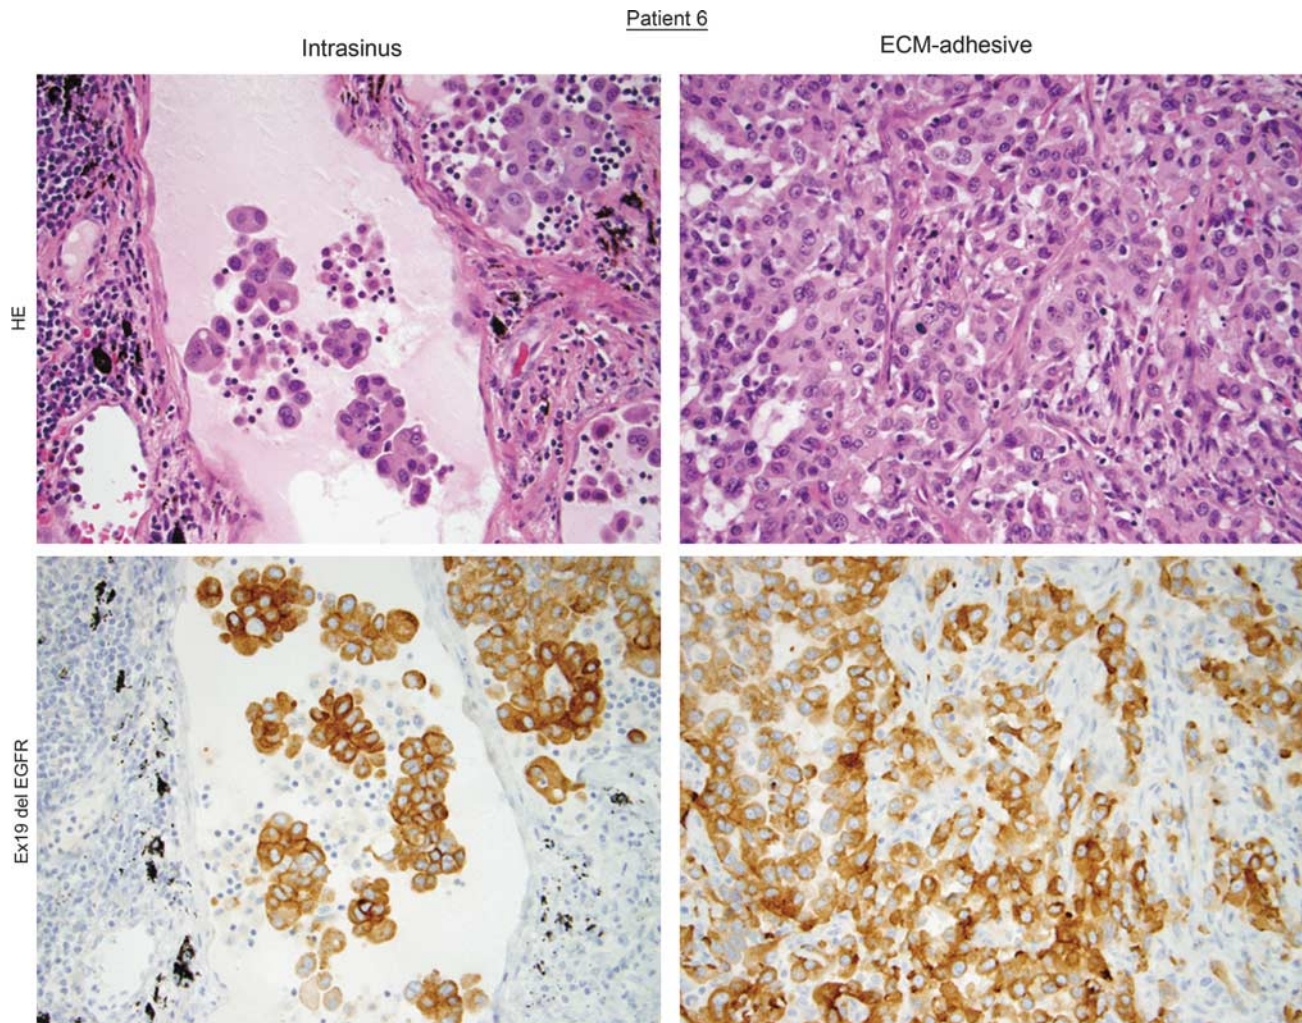 Patient 6
Intrasinus
ECM-adhesive
HE
Ex19 del EGFR